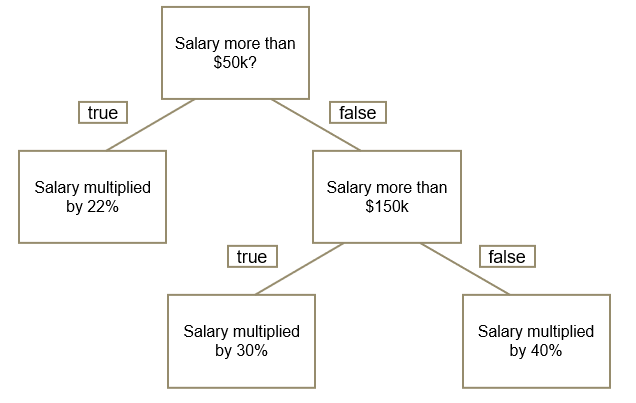 Salary more than
$50k?
true
false
Salary multiplied
by 22%
Salary more than
$150k
true
false
Salary multiplied
by 30%
Salary multiplied
by 40%